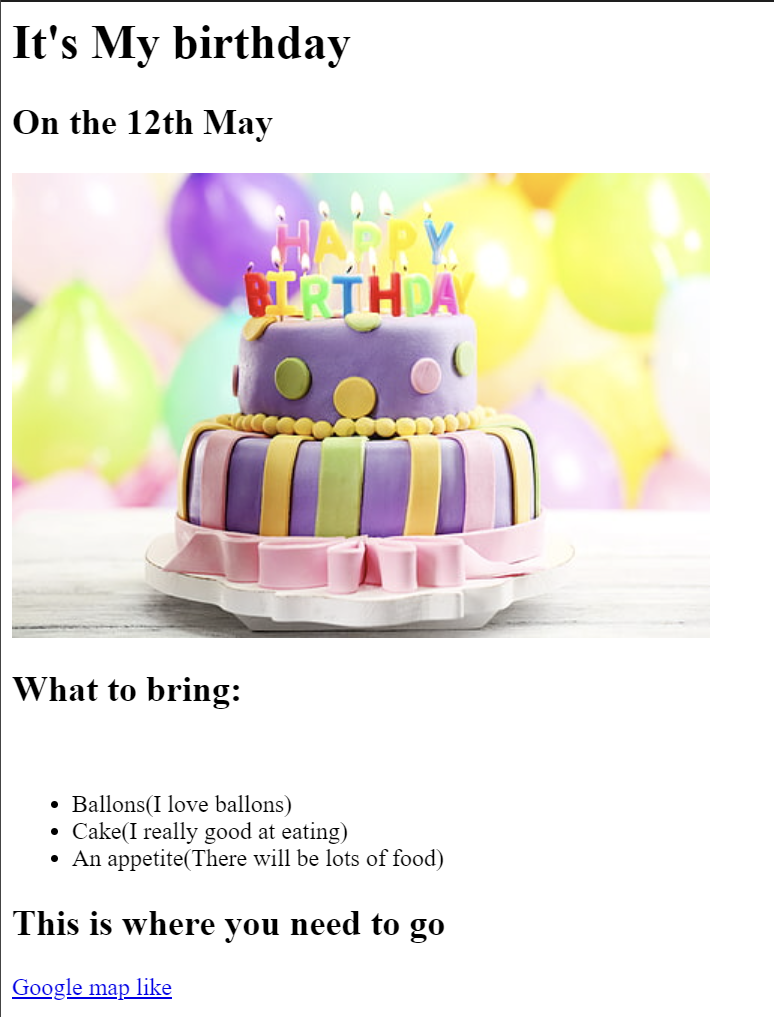 It's My birthday
On the 12th May
HAPPY
BIRTHDAY
What to bring:
Ballons(I love ballons)
Cake(I really good at eating)
An appetite(There will be lots of food)
This is where you need to go
Google map like